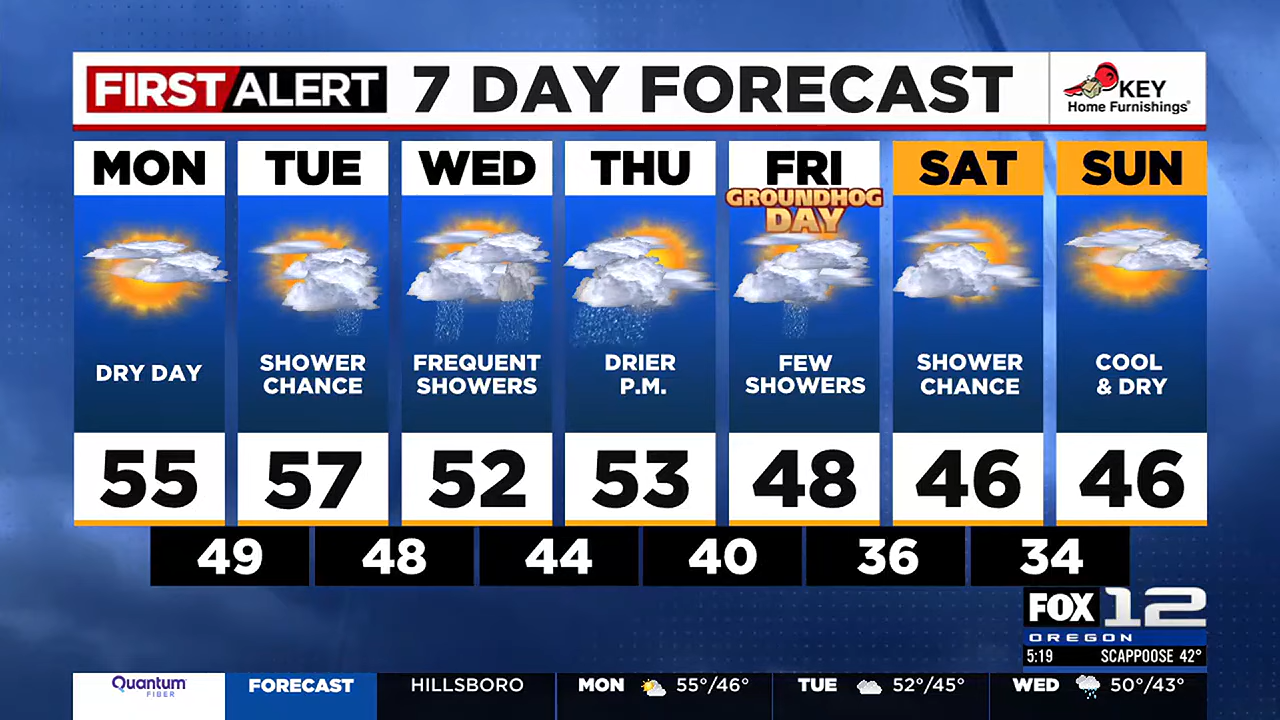 FIRST ALERT 7 DAY FORECAST
KEY
Home Furnishings®
MON TUE WED THU FRI SAT SUN
GROUNDHOG
DAY
DRY DAY
SHOWER
CHANCE
FREQUENT
SHOWERS
DRIER
P.M.
FEW
SHOWERS
SHOWER
CHANCE
COOL
& DRY
55 57 52 53 48 46 46
49 48 44 40 36 34
FOX 12
OREGON
5:19 SCAPPOOSE 42°
Quantum
FIBER
FORECAST HILLSBORO MON 55°/46° TUE 52°/45° WED 50°/43°